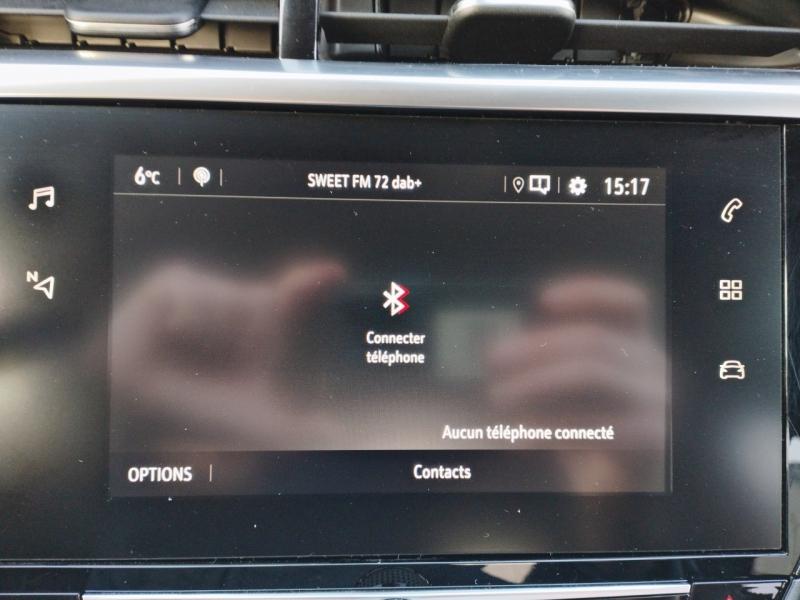 6°C SWEET FM 72 dab+ 15:17
N
Connecter
téléphone
Aucun téléphone connecté
OPTIONS Contacts